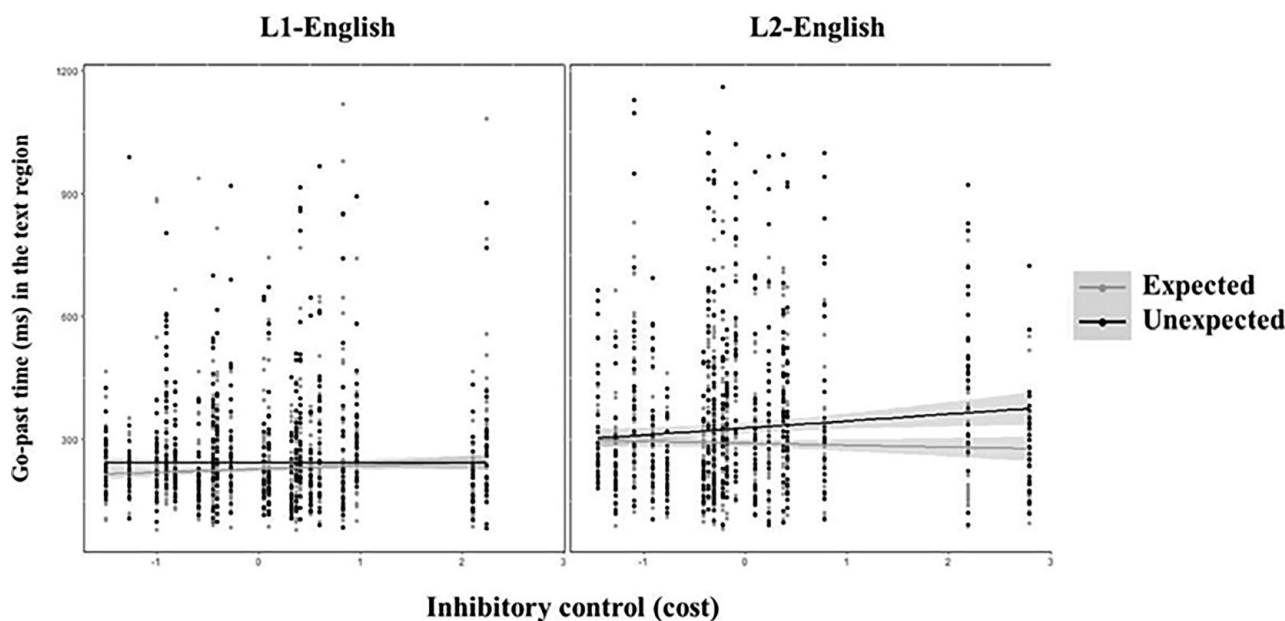 L1-English
L2-English
Go-past time (ms) in the text region
1200
900
600
300
-1 0 1 2 3
-1 0 1 2 3
Inhibitory control (cost)
Expected
Unexpected